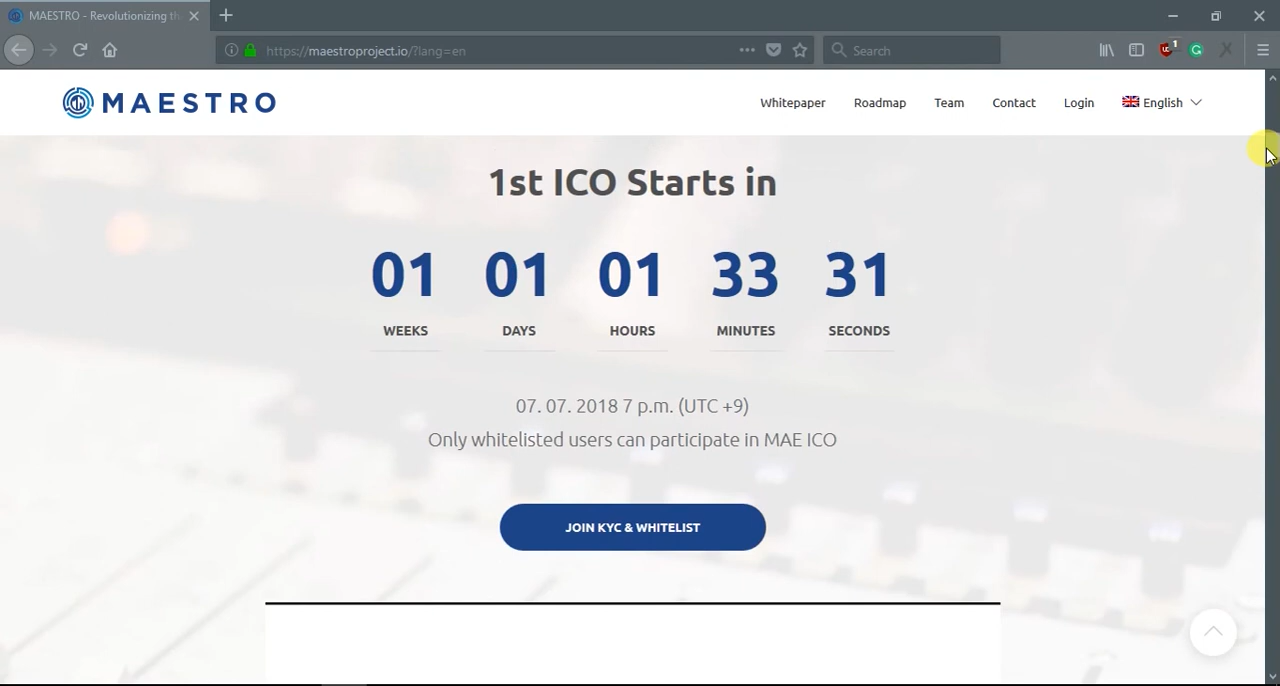 MAESTRO - Revolutionizing th
https://maestroproject.io/?lang=en
Search
1
MAESTRO
Whitepaper
Roadmap
Team
Contact
Login
English
1st ICO Starts in
01 01 01 33 31
WEEKS DAYS HOURS MINUTES SECONDS
07. 07. 2018 7 p.m. (UTC +9)
Only whitelisted users can participate in MAE ICO
JOIN KYC & WHITELIST